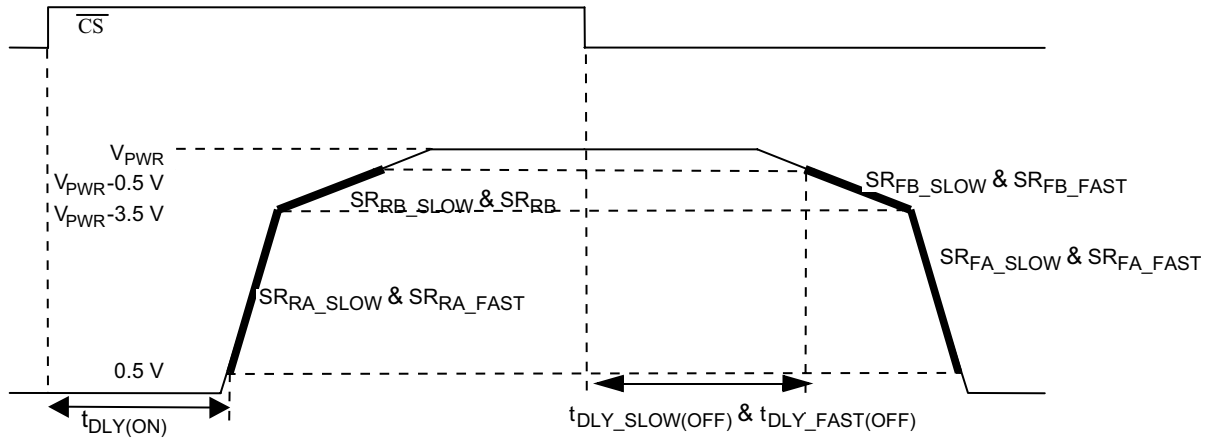 CS
VPWR
VPWR-0.5 V
VPWR-3.5 V
SRRB_SLOW & SRRB
SRFB_SLOW & SRFB_FAST
SRFA_SLOW & SRFA_FAST
SRRA_SLOW & SRRA_FAST
0.5 V
tDLY(ON)
tDLY_SLOW(OFF) & tDLY_FAST(OFF)